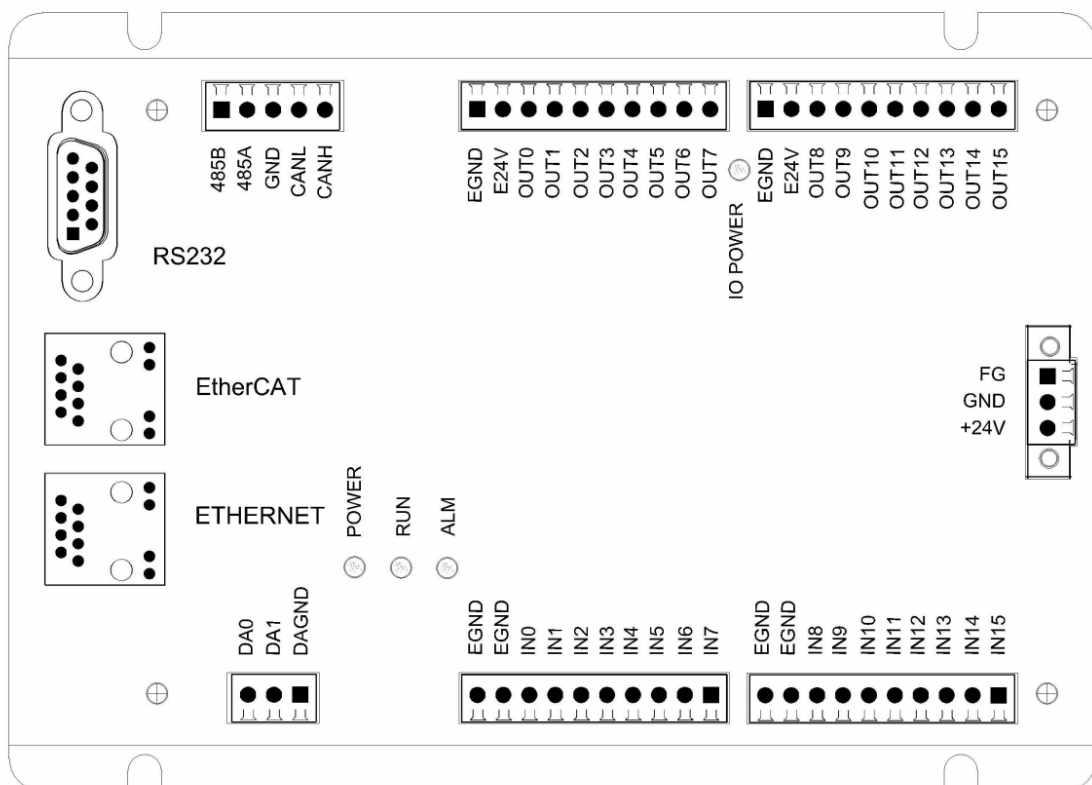 485B
485A
GND
CANL
CANH
EGND
E24V
OUT0
OUT1
OUT2
OUT3
OUT4
OUT5
OUT6
OUT7
IO POWER
EGND
E24V
OUT8
OUT9
OUT10
OUT11
OUT12
OUT13
OUT14
OUT15
RS232
EtherCAT
FG
GND
+24V
ETHERNET
POWER
RUN
ALM
DA0
DA1
DAGND
EGND
EGND
IN0
IN1
IN2
IN3
IN4
IN5
IN6
IN7
EGND
EGND
IN8
IN9
IN10
IN11
IN12
IN13
IN14
IN15